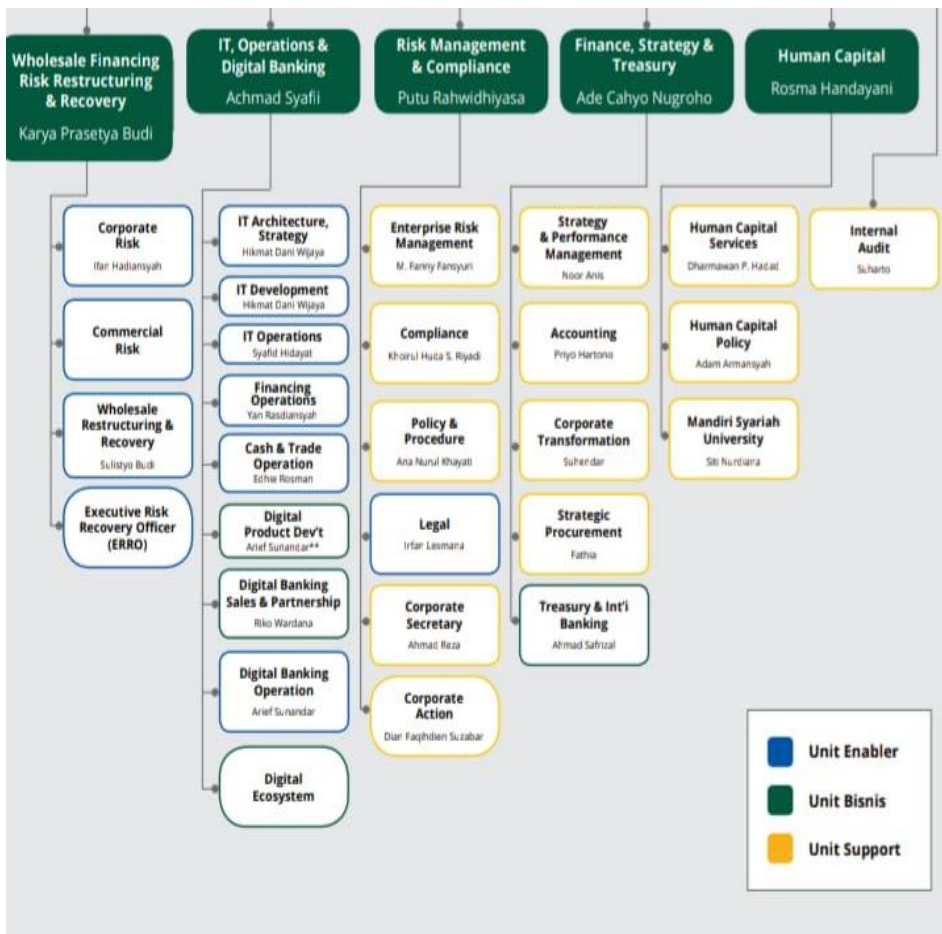 Wholesale Financing
Risk Restructuring
& Recovery
Karya Prasetya Budi
IT, Operations &
Digital Banking
Achmad Syafii
Risk Management
& Compliance
Putu Rahwidhiyasa
Finance, Strategy &
Treasury
Ade Cahyo Nugroho
Human Capital
Rosma Handayani
Corporate
Risk
Ifan Hadiansyah
Commercial
Risk
Wholesale
Restructuring &
Recovery
Sulistyo Budi
Executive Risk
Recovery Officer
(ERRO)
IT Architecture,
Strategy
Hikmat Dani Wijaya
IT Development
Hikmat Dani Wijaya
IT Operations
Syafid Hidayat
Financing
Operations
Yan Rasdiansyah
Cash & Trade
Operation
Edhie Rosman
Digital
Product Dev't
Arief Sunandar**
Digital Banking
Sales & Partnership
Riko Wardana
Digital Banking
Operation
Arief Sunandar
Digital
Ecosystem
Enterprise Risk
Management
M. Fanny Fansyuri
Compliance
Khoirul Huda S. Riyadi
Policy &
Procedure
Ana Nurul Khayati
Legal
Irfan Lesmana
Corporate
Secretary
Ahmad Reza
Corporate
Action
Dian Faqihdien Suzabar
Strategy
& Performance
Management
Noor Anis
Accounting
Priyo Hartono
Corporate
Transformation
Suhendar
Strategic
Procurement
Fathia
Treasury & Int'i
Banking
Ahmad Safrizal
Human Capital
Services
Dharmawan P. Hadad
Human Capital
Policy
Adam Armansyah
Mandiri Syariah
University
Siti Nurdiana
Internal
Audit
Suharto
Unit Enabler
Unit Bisnis
Unit Support